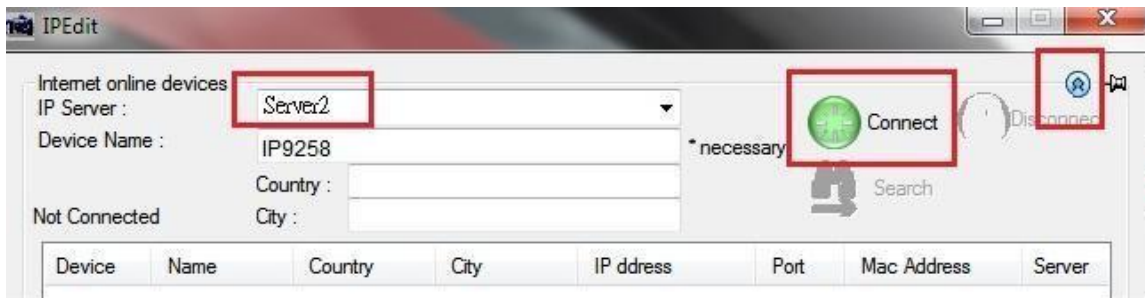 IPEdit
Internet online devices
IP Server :
Server2
Connect
Disconnec
Device Name :
IP9258
* necessary
Country :
Search
Not Connected
City :
Device Name Country City IP ddress Port Mac Address Server